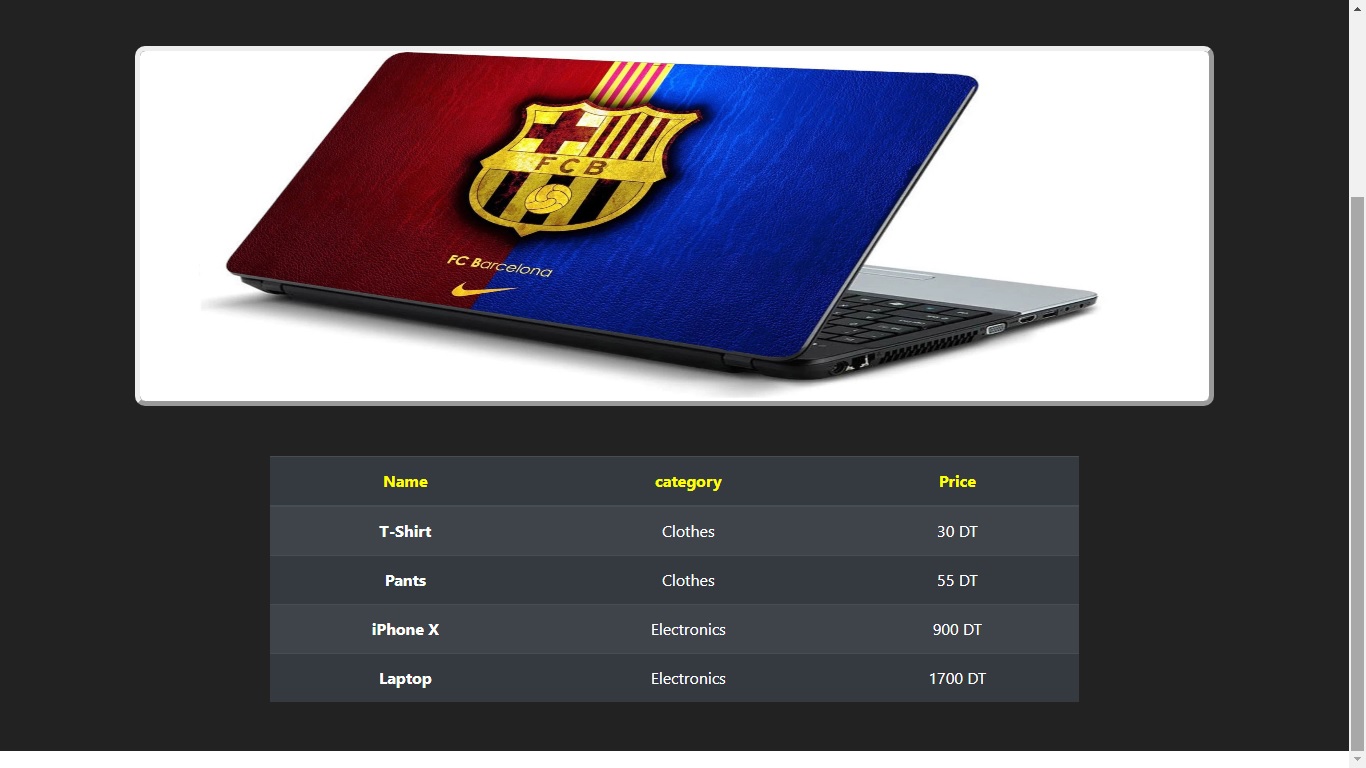 FCB
FC Barcelona
Name category Price
T-Shirt Clothes 30 DT
Pants Clothes 55 DT
iPhone X Electronics 900 DT
Laptop Electronics 1700 DT